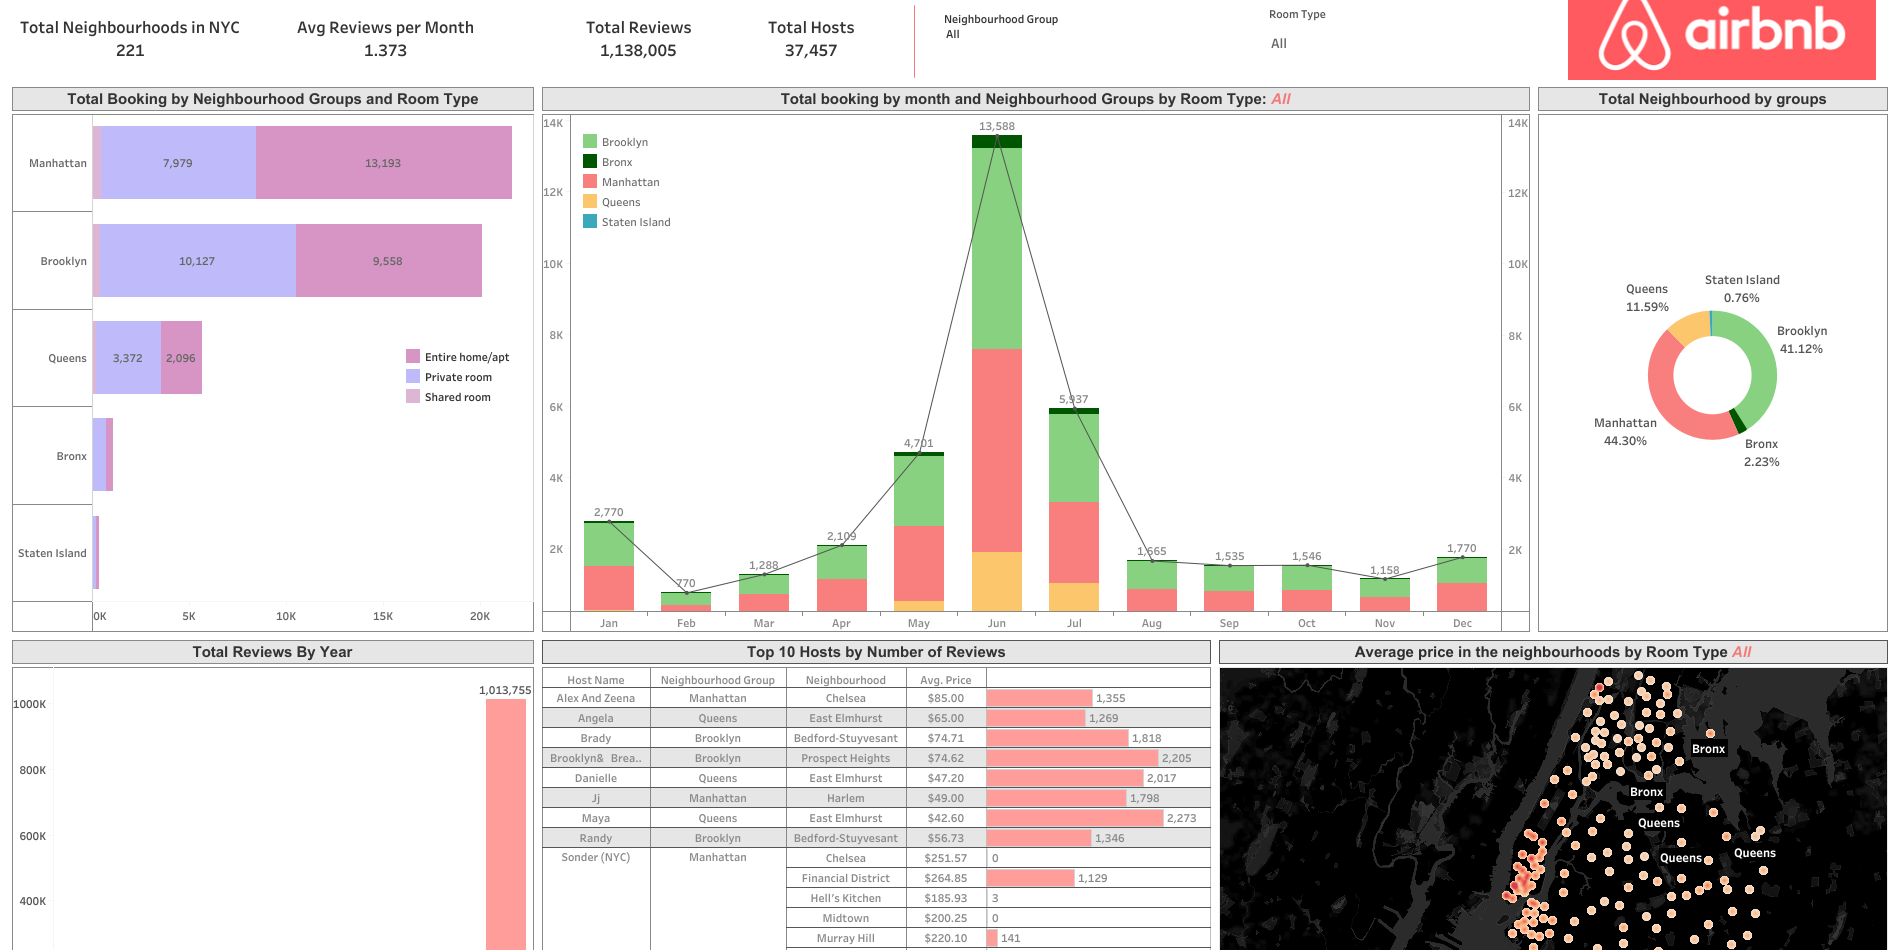 Total Neighbourhoods in NYC
221
Avg Reviews per Month
1.373
Total Reviews
1,138,005
Total Hosts
37,457
Neighbourhood Group
All
Room Type
All
airbnb
Total Booking by Neighbourhood Groups and Room Type
Manhattan 7,979 13,193
Brooklyn 10,127 9,558
Queens 3,372 2,096
Bronx
Staten Island
Entire home/apt
Private room
Shared room
0K 5K 10K 15K 20K
Total booking by month and Neighbourhood Groups by Room Type: All
14K
12K
10K
8K
6K
4K
2K
Brooklyn
Bronx
Manhattan
Queens
Staten Island
2,770 770 1,288 2,109 4,701 13,588 5,937 1,665 1,535 1,546 1,158 1,770
Jan Feb Mar Apr May Jun Jul Aug Sep Oct Nov Dec
14K
12K
10K
8K
6K
4K
2K
Total Neighbourhood by groups
Staten Island
0.76%
Queens
11.59%
Brooklyn
41.12%
Manhattan
44.30%
Bronx
2.23%
Total Reviews By Year
1,013,755
1000K
800K
600K
400K
Top 10 Hosts by Number of Reviews
Host Name Neighbourhood Group Neighbourhood Avg. Price
Alex And Zeena Manhattan Chelsea $85.00 1,355
Angela Queens East Elmhurst $65.00 1,269
Brady Brooklyn Bedford-Stuyvesant $74.71 1,818
Brooklyn& Brea.. Brooklyn Prospect Heights $74.62 2,205
Danielle Queens East Elmhurst $47.20 2,017
Jj Manhattan Harlem $49.00 1,798
Maya Queens East Elmhurst $42.60 2,273
Randy Brooklyn Bedford-Stuyvesant $56.73 1,346
Sonder (NYC) Manhattan Chelsea $251.57 0
Financial District $264.85 1,129
Hell's Kitchen $185.93 3
Midtown $200.25 0
Murray Hill $220.10 141
Average price in the neighbourhoods by Room Type All
Bronx
Bronx
Queens
Queens
Queens